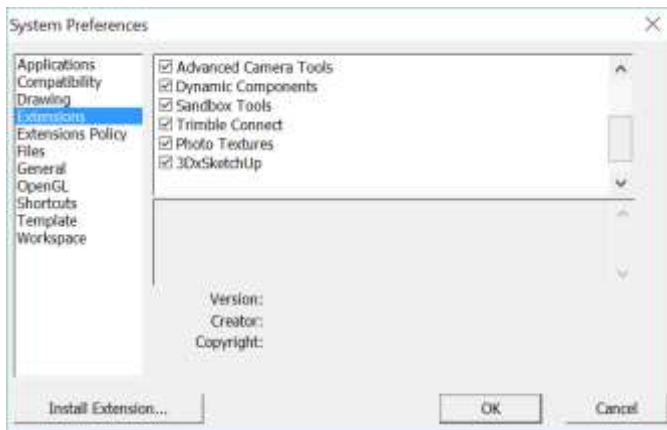 System Preferences
Applications
Compatibility
Drawing
Extensions
Extensions Policy
Files
General
OpenGL
Shortcuts
Template
Workspace
Advanced Camera Tools
Dynamic Components
Sandbox Tools
Trimble Connect
Photo Textures
3DxSketchUp
Version:
Creator:
Copyright:
Install Extension...
OK
Cancel